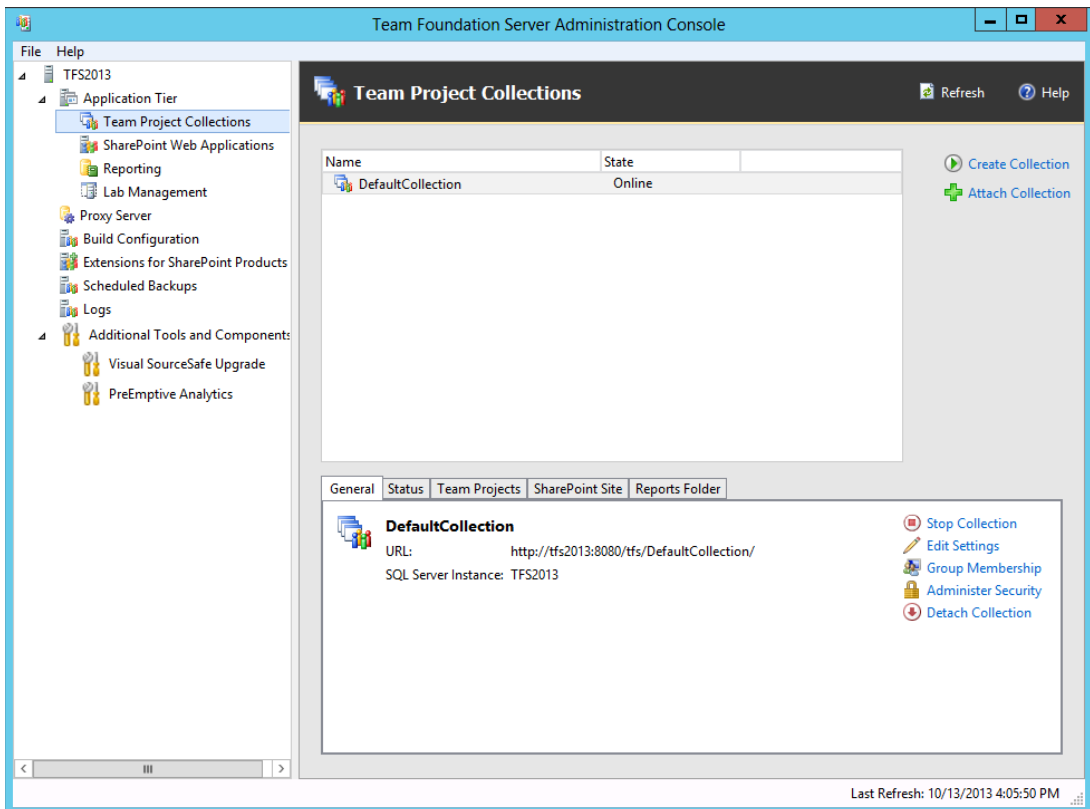 Team Foundation Server Administration Console
x
File Help
TFS2013
Application Tier
Team Project Collections
SharePoint Web Applications
Reporting
Lab Management
Proxy Server
Build Configuration
Extensions for SharePoint Products
Scheduled Backups
Logs
Additional Tools and Components
Visual SourceSafe Upgrade
PreEmptive Analytics
Team Project Collections
Refresh Help
Name State
DefaultCollection Online
Create Collection
Attach Collection
General Status Team Projects SharePoint Site Reports Folder
DefaultCollection
URL: http://tfs2013:8080/tfs/DefaultCollection/
SQL Server Instance: TFS2013
Stop Collection
Edit Settings
Group Membership
Administer Security
Detach Collection
Last Refresh: 10/13/2013 4:05:50 PM